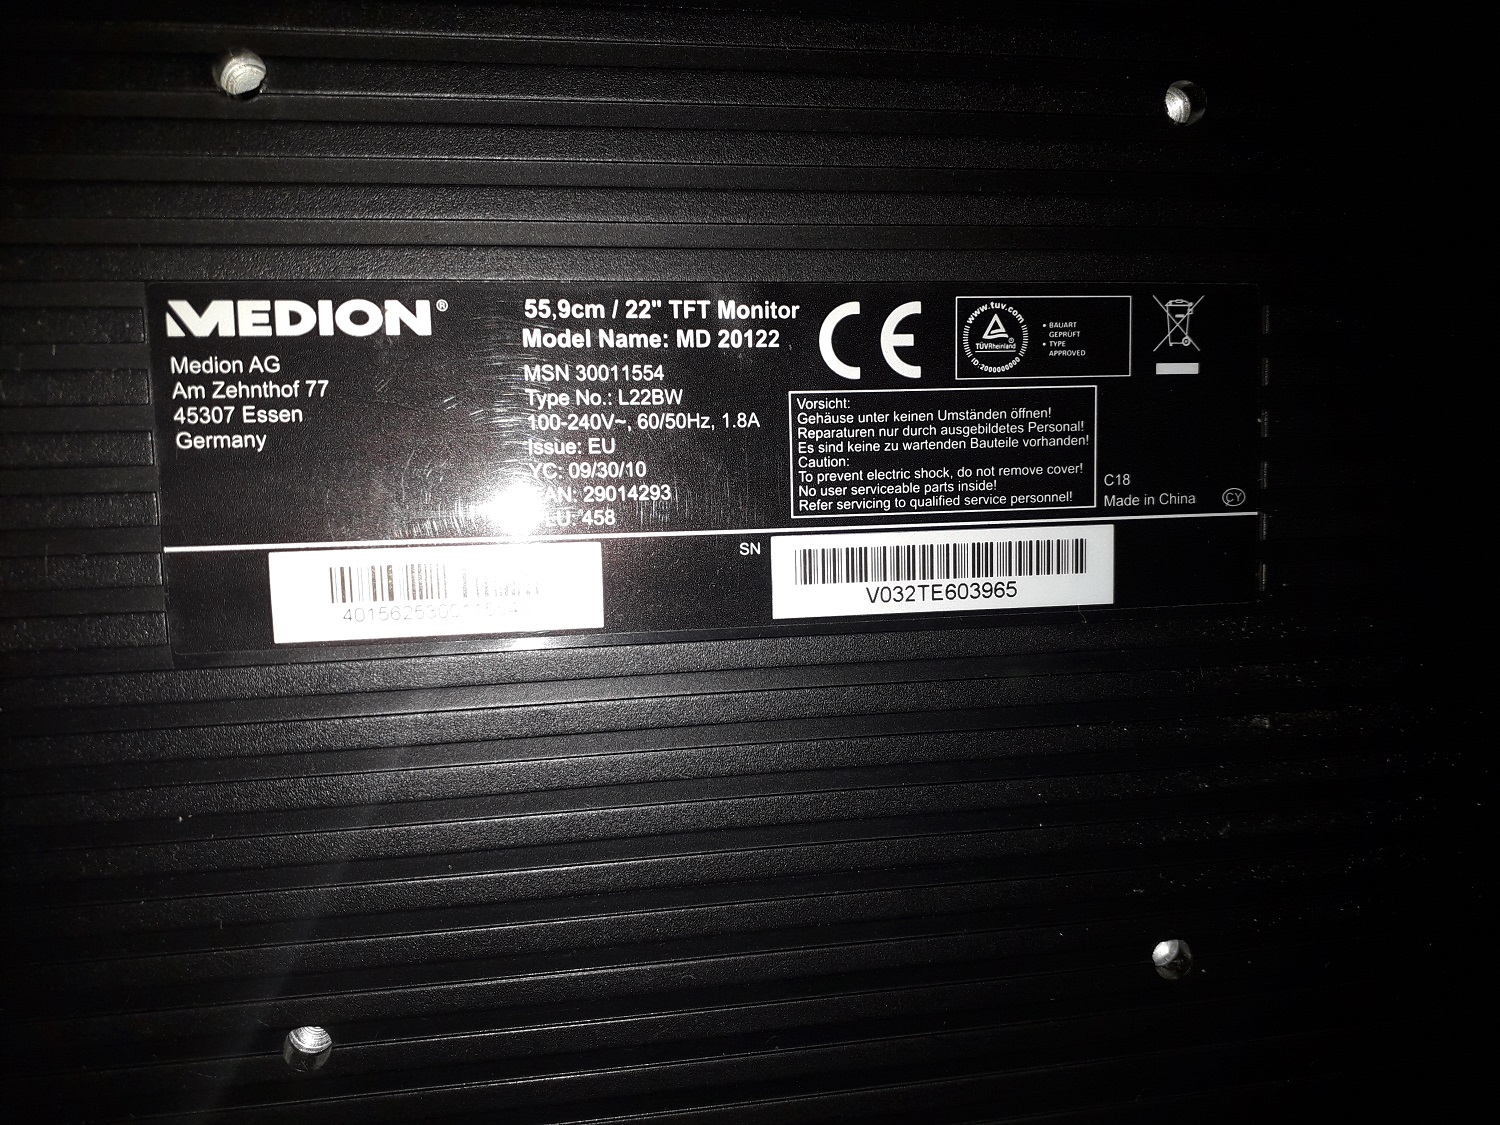 MEDION®
Medion AG
Am Zehnthof 77
45307 Essen
Germany
55,9cm / 22" TFT Monitor
Model Name: MD 20122
MSN 30011554
Type No.: L22BW
100-240V~, 60/50Hz, 1.8A
Issue: EU
YC: 09/30/10
29014293
458
CE
www.tuv.com
TÜVRheinland®
ID:2000000000
• BAUART
GEPRÜFT
• TYPE
APPROVED
Vorsicht:
Gehäuse unter keinen Umständen öffnen!
Reparaturen nur durch ausgebildetes Personal!
Es sind keine zu wartenden Bauteile vorhanden!
Caution:
To prevent electric shock, do not remove cover!
No user serviceable parts inside!
Refer servicing to qualified service personnel!
C18
Made in China
CY
SN
V032TE603965